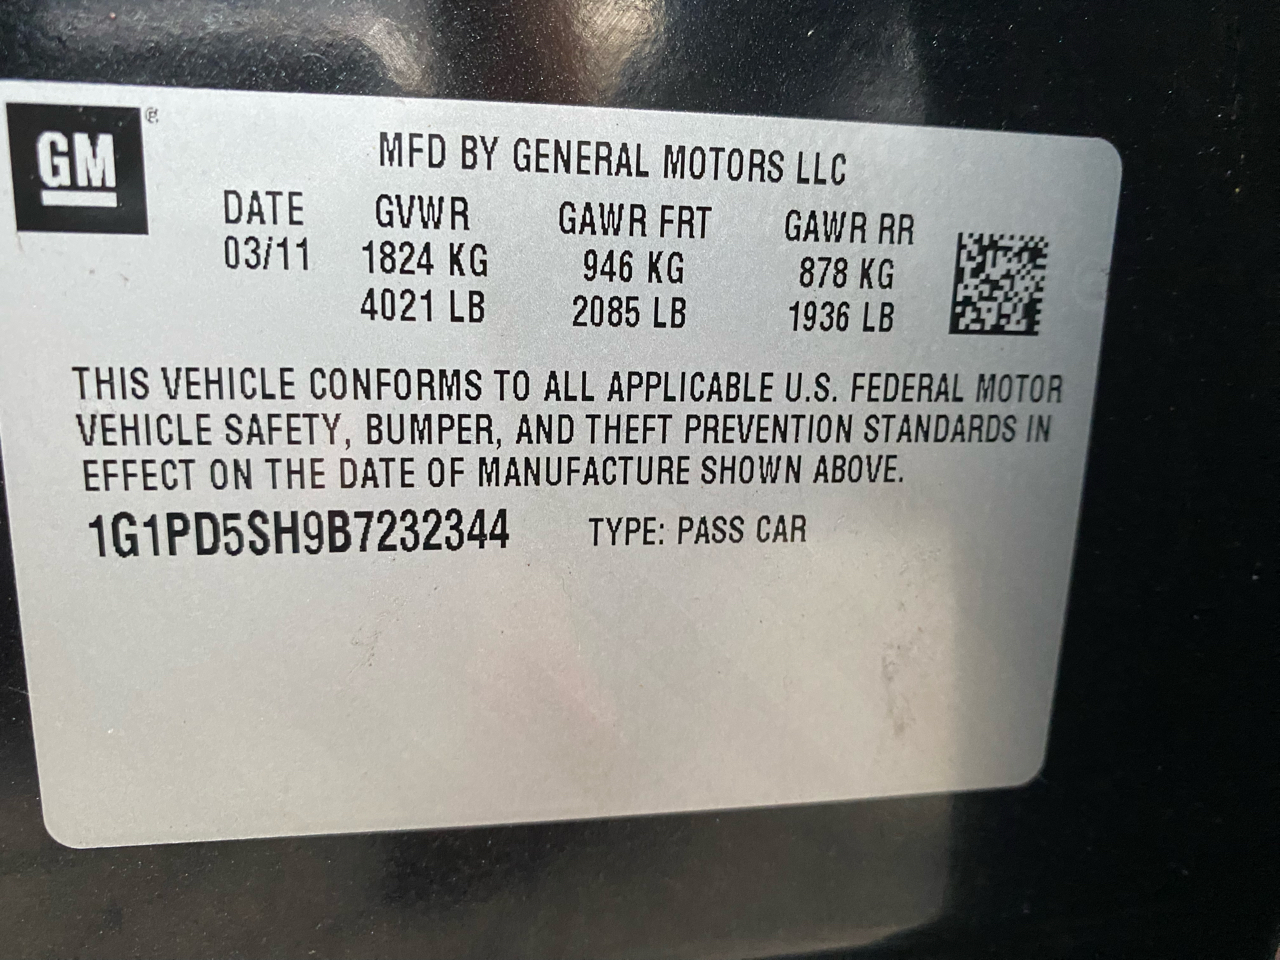 GM ®
MFD BY GENERAL MOTORS LLC
DATE GVWR GAWR FRT GAWR RR
03/11 1824 KG 946 KG 878 KG
4021 LB 2085 LB 1936 LB
THIS VEHICLE CONFORMS TO ALL APPLICABLE U.S. FEDERAL MOTOR
VEHICLE SAFETY, BUMPER, AND THEFT PREVENTION STANDARDS IN
EFFECT ON THE DATE OF MANUFACTURE SHOWN ABOVE.
1G1PD5SH9B7232344 TYPE: PASS CAR